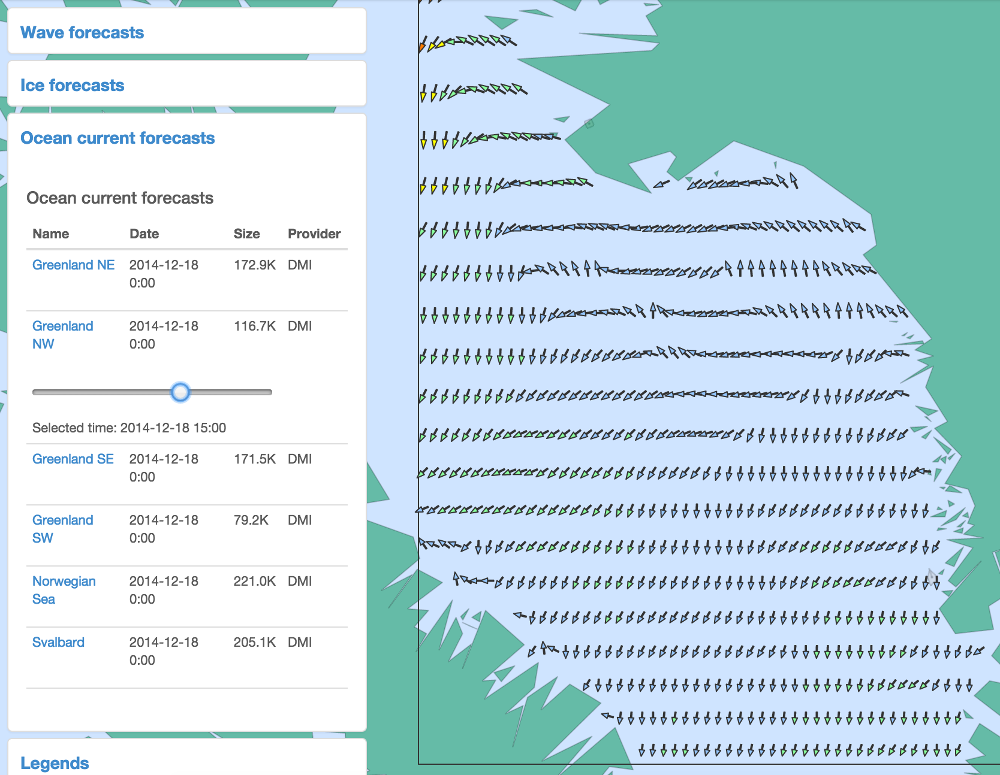 Wave forecasts
Ice forecasts
Ocean current forecasts
Ocean current forecasts
Name Date Size Provider
Greenland NE 2014-12-18 172.9K DMI
0:00
Greenland 2014-12-18 116.7K DMI
NW 0:00
Selected time: 2014-12-18 15:00
Greenland SE 2014-12-18 171.5K DMI
0:00
Greenland 2014-12-18 79.2K DMI
SW 0:00
Norwegian 2014-12-18 221.0K DMI
Sea 0:00
Svalbard 2014-12-18 205.1K DMI
0:00
Legends